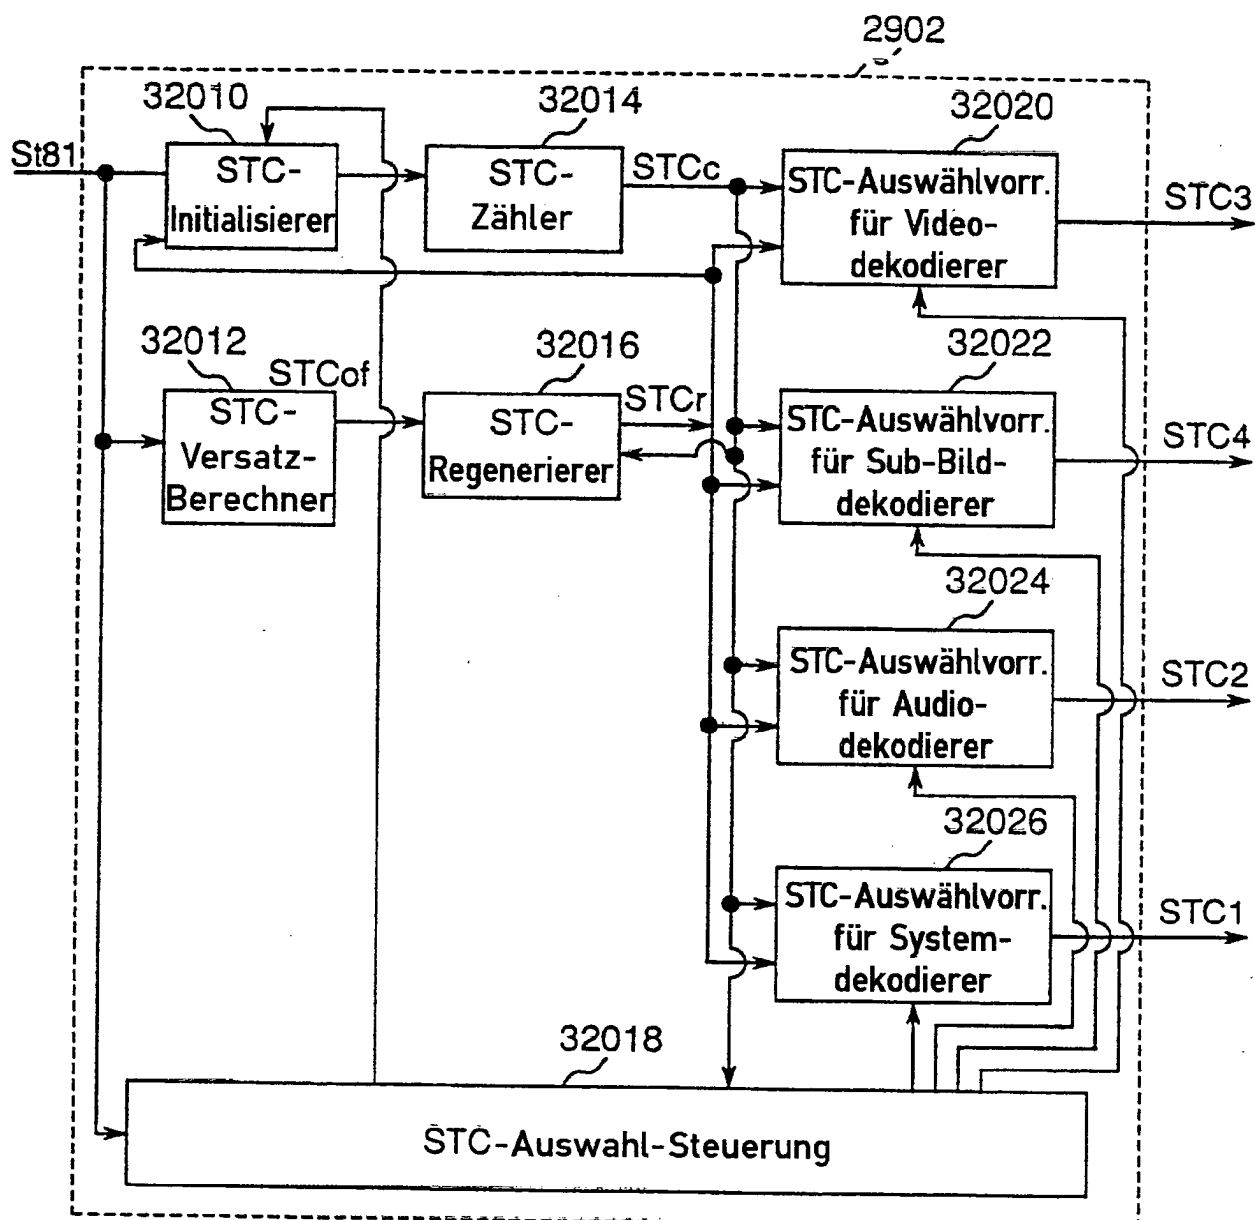 2902
32010
32014
32020
St81
STC-
Initialisierer
STC-
Zähler
STCc
STC-Auswählvorr.
für Video-
dekodierer
STC3
32012
STCof
32016
32022
STC-
Versatz-
Berechner
STC-
Regenerierer
STCr
STC-Auswählvorr.
für Sub-Bild-
dekodierer
STC4
32024
STC-Auswählvorr.
für Audio-
dekodierer
STC2
32026
STC-Auswählvorr.
für System-
dekodierer
STC1
32018
STC-Auswahl-Steuerung